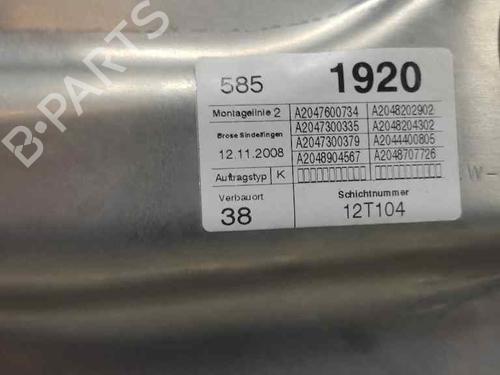 B-PARTS
585 1920
Montagelinie 2 A2047600734 A2048202902
Brose Sindelfingen A2047300335 A2048204302
12.11.2008 A2047300379 A2044400805
A2048904567 A2048707726
Auftragstyp K
Verbauort Schichtnummer
38 12T104
W-